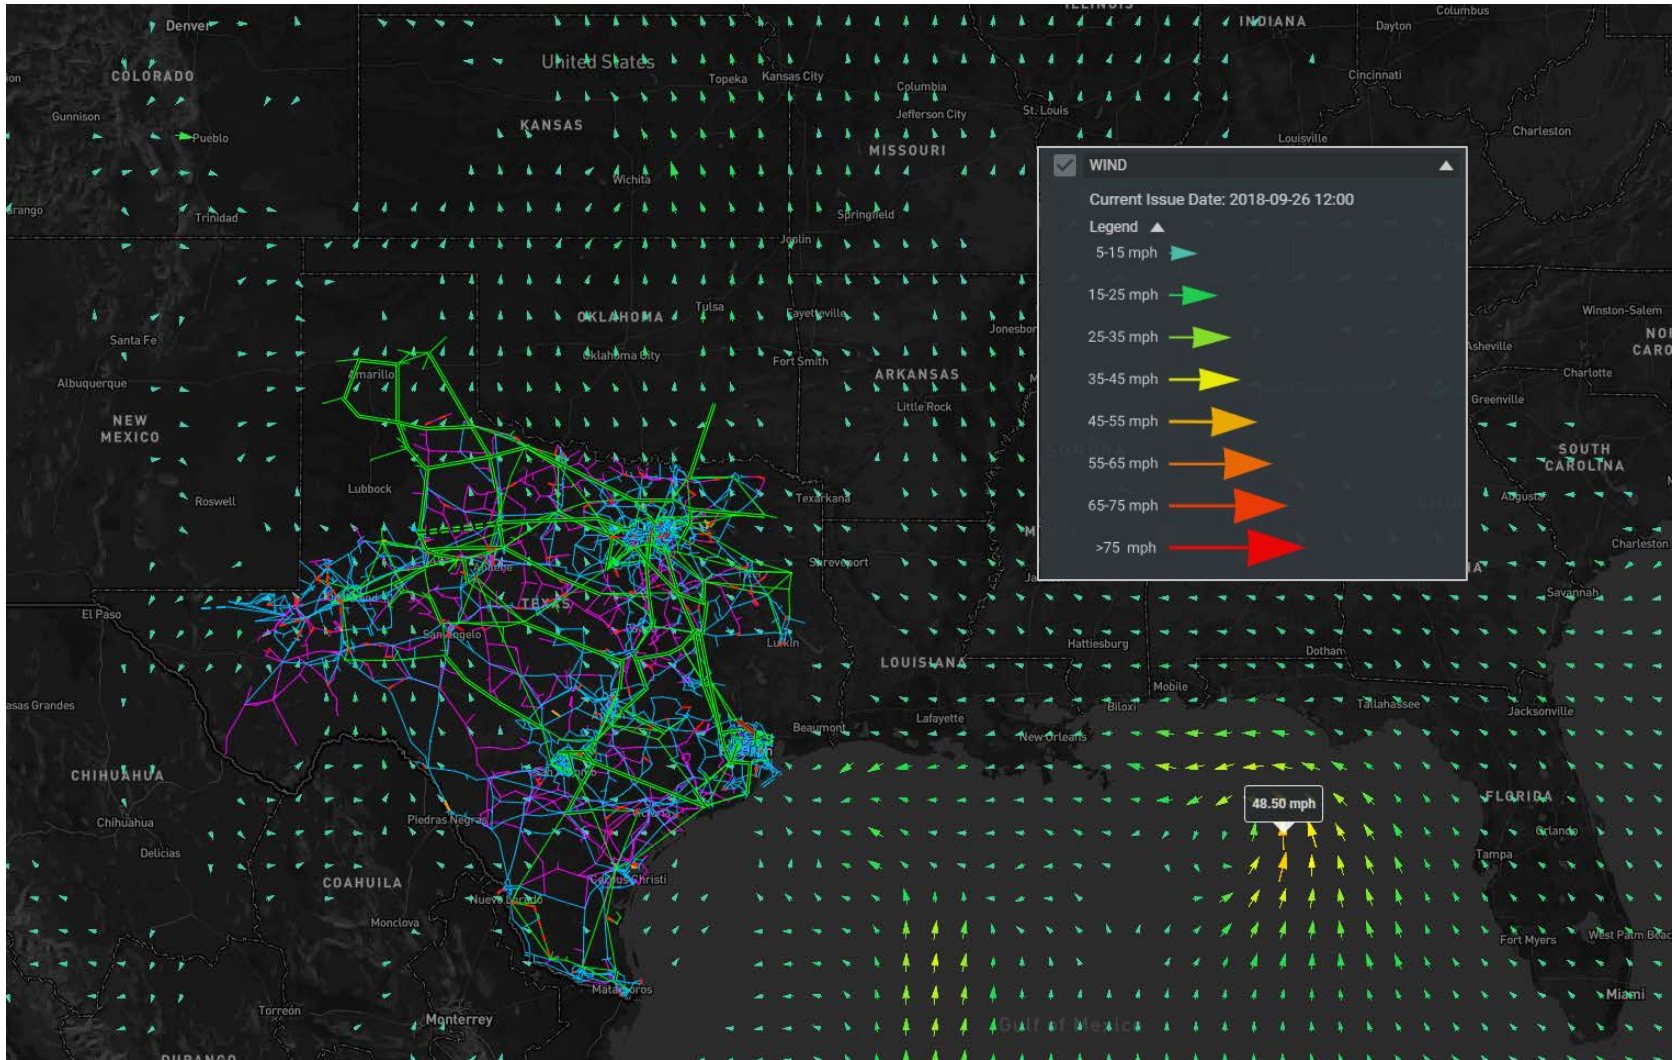 ILLINOIS
INDIANA
Columbus
Denver
Dayton
United States
COLORADO
Topeka
Kansas City
Cincinnati
Columbia
Gunnison
Jefferson City
St. Louis
KANSAS
Pueblo
Louisville
Charleston
MISSOURI
Wichita
Trinidad
Springfield
Joplin
WIND
Current Issue Date: 2018-09-26 12:00
Legend
5-15 mph
15-25 mph
25-35 mph
35-45 mph
45-55 mph
55-65 mph
65-75 mph
>75 mph
Tulsa
OKLAHOMA
Fayetteville
Winston-Salem
Santa Fe
Oklahoma City
Fort Smith
Asheville
Amarillo
ARKANSAS
Charlotte
Albuquerque
Little Rock
Greenville
NEW
MEXICO
SOUTH
CAROLINA
Lubbock
Roswell
Texarkana
Augusta
Charleston
Shreveport
Savannah
TEXAS
El Paso
San Angelo
Lufkin
Hattiesburg
Dothan
LOUISIANA
Mobile
Biloxi
Tallahassee
Jacksonville
Beaumont
Lafayette
New Orleans
CHIHUAHUA
48.50 mph
FLORIDA
Chihuahua
Piedras Negras
Victoria
Orlando
Delicias
Tampa
COAHUILA
Corpus Christi
Nuevo Laredo
Monclova
Fort Myers
West Palm Beac
Matamoros
Miami
Torreón
Monterrey
Gulf of Mexico
DURANGO